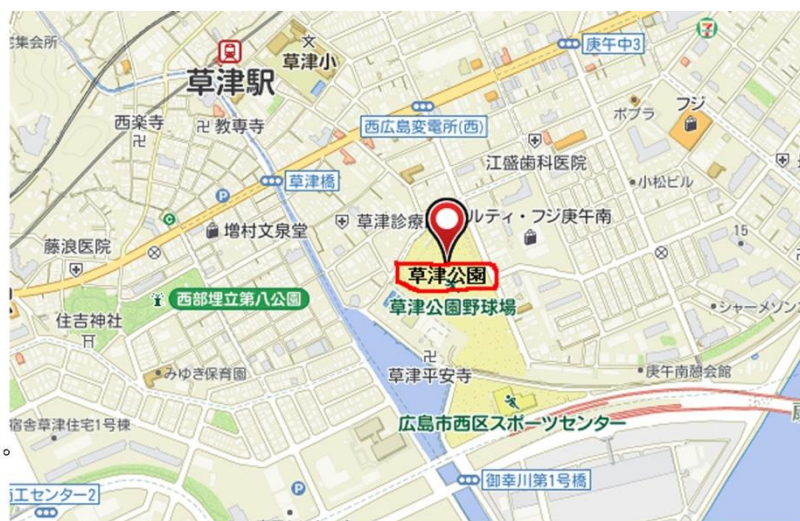 集会所
草津小
草津駅
庚午中3
西楽寺
教専寺
西広島変電所(西)
ポプラ
フジ
江盛歯科医院
草津橋
小松ビル
増村文泉堂
草津診療
ルティ・フジ庚午南
藤浪医院
15
草津公園
西部埋立第八公園
草津公園野球場
シャーメゾン
住吉神社
みゆき保育園
草津平安寺
庚午南憩会館
宿舎草津住宅1号棟
広島市西区スポーツセンター
。
工センター2
御幸川第1号橋